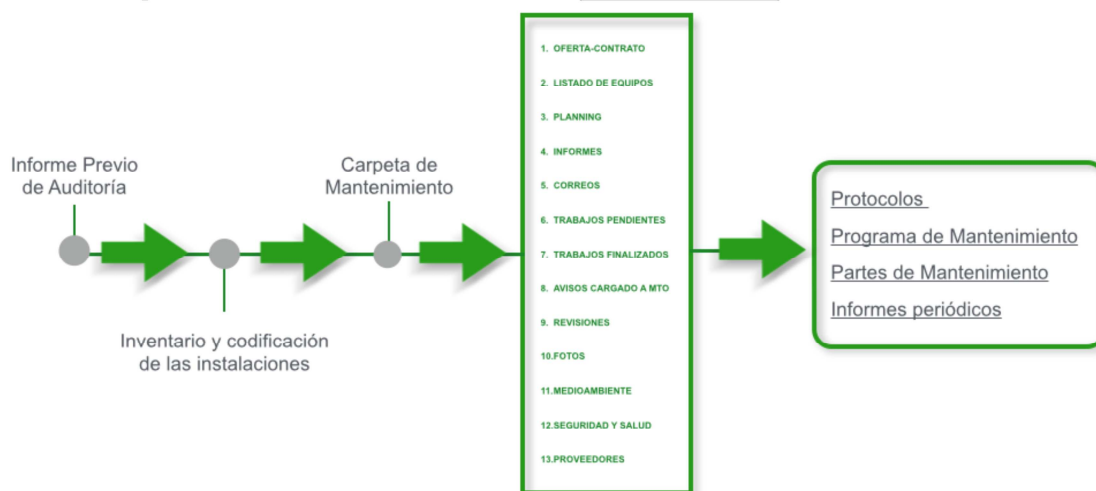 Informe Previo
de Auditoría
Inventario y codificación
de las instalaciones
Carpeta de
Mantenimiento
1. OFERTA-CONTRATO
2. LISTADO DE EQUIPOS
3. PLANNING
4. INFORMES
5. CORREOS
6. TRABAJOS PENDIENTES
7. TRABAJOS FINALIZADOS
8. AVISOS CARGADO A MTO
9. REVISIONES
10.FOTOS
11.MEDIOAMBIENTE
12.SEGURIDAD Y SALUD
13.PROVEEDORES
Protocolos
Programa de Mantenimiento
Partes de Mantenimiento
Informes periódicos